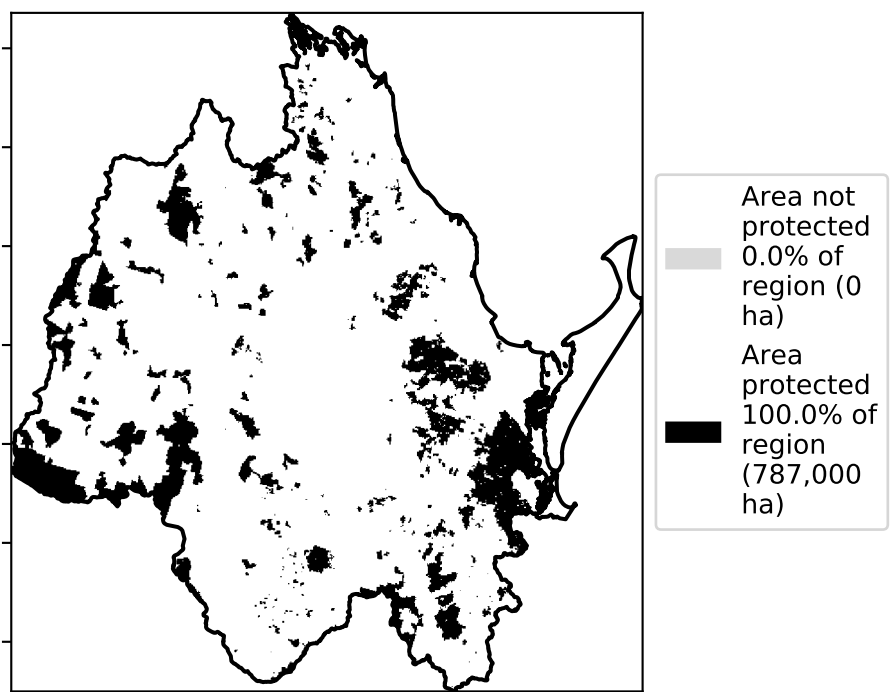 Area not
protected
0.0% of
region (0
ha)
Area
protected
100.0% of
region
(787,000
ha)